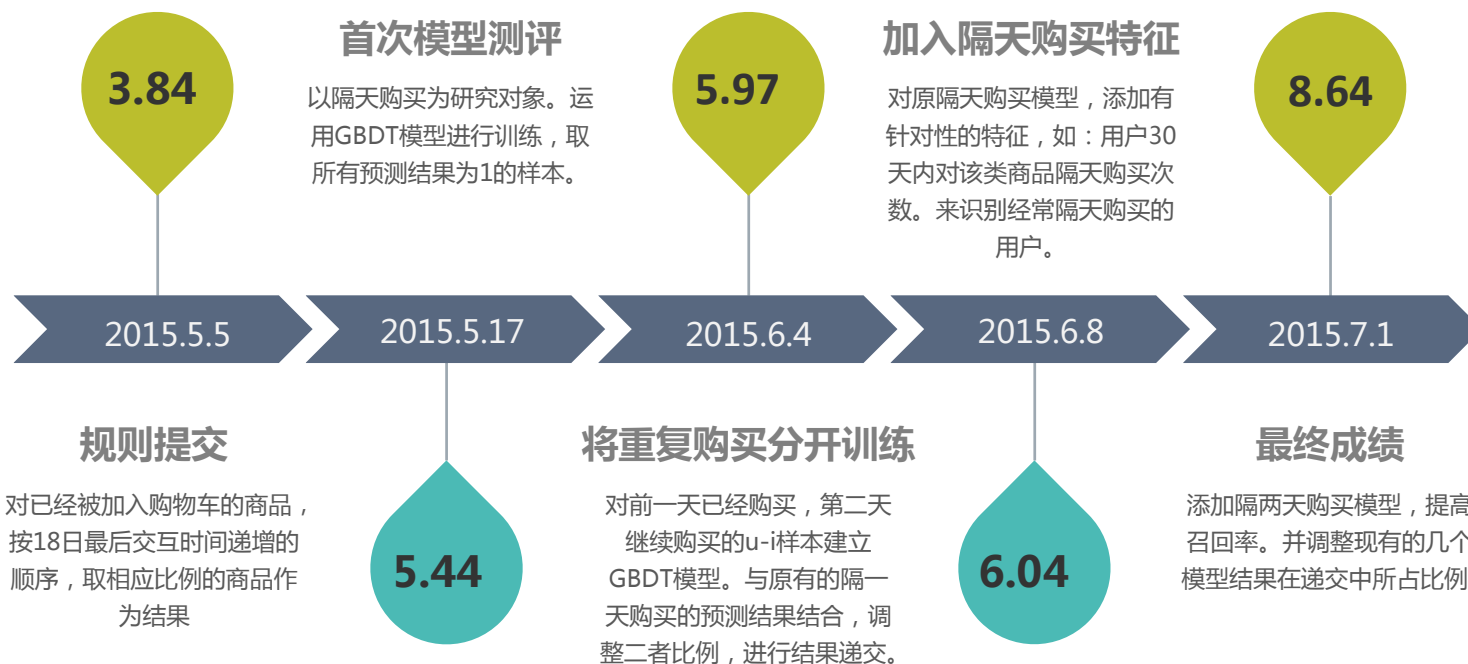 3.84
首次模型测评
以隔天购买为研究对象。运
用GBDT模型进行训练，取
所有预测结果为1的样本。
5.97
加入隔天购买特征
对原隔天购买模型，添加有
针对性的特征，如：用户30
天内对该类商品隔天购买次
数。来识别经常隔天购买的
用户。
8.64
2015.5.5
2015.5.17
2015.6.4
2015.6.8
2015.7.1
规则提交
对已经被加入购物车的商品，
按18日最后交互时间递增的
顺序，取相应比例的商品作
为结果
5.44
将重复购买分开训练
对前一天已经购买，第二天
继续购买的u-i样本建立
GBDT模型。与原有的隔一
天购买的预测结果结合，调
整二者比例，进行结果递交。
6.04
最终成绩
添加隔两天购买模型，提高
召回率。并调整现有的几个
模型结果在递交中所占比例